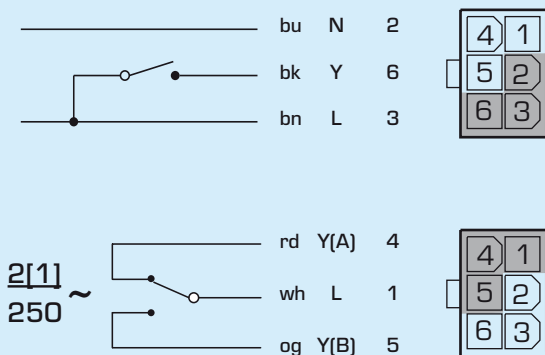 bu N 2
bk Y 6
bn L 3
4 1
5 2
6 3
2[1]
250 ~
rd Y(A) 4
wh L 1
og Y(B) 5
4 1
5 2
6 3